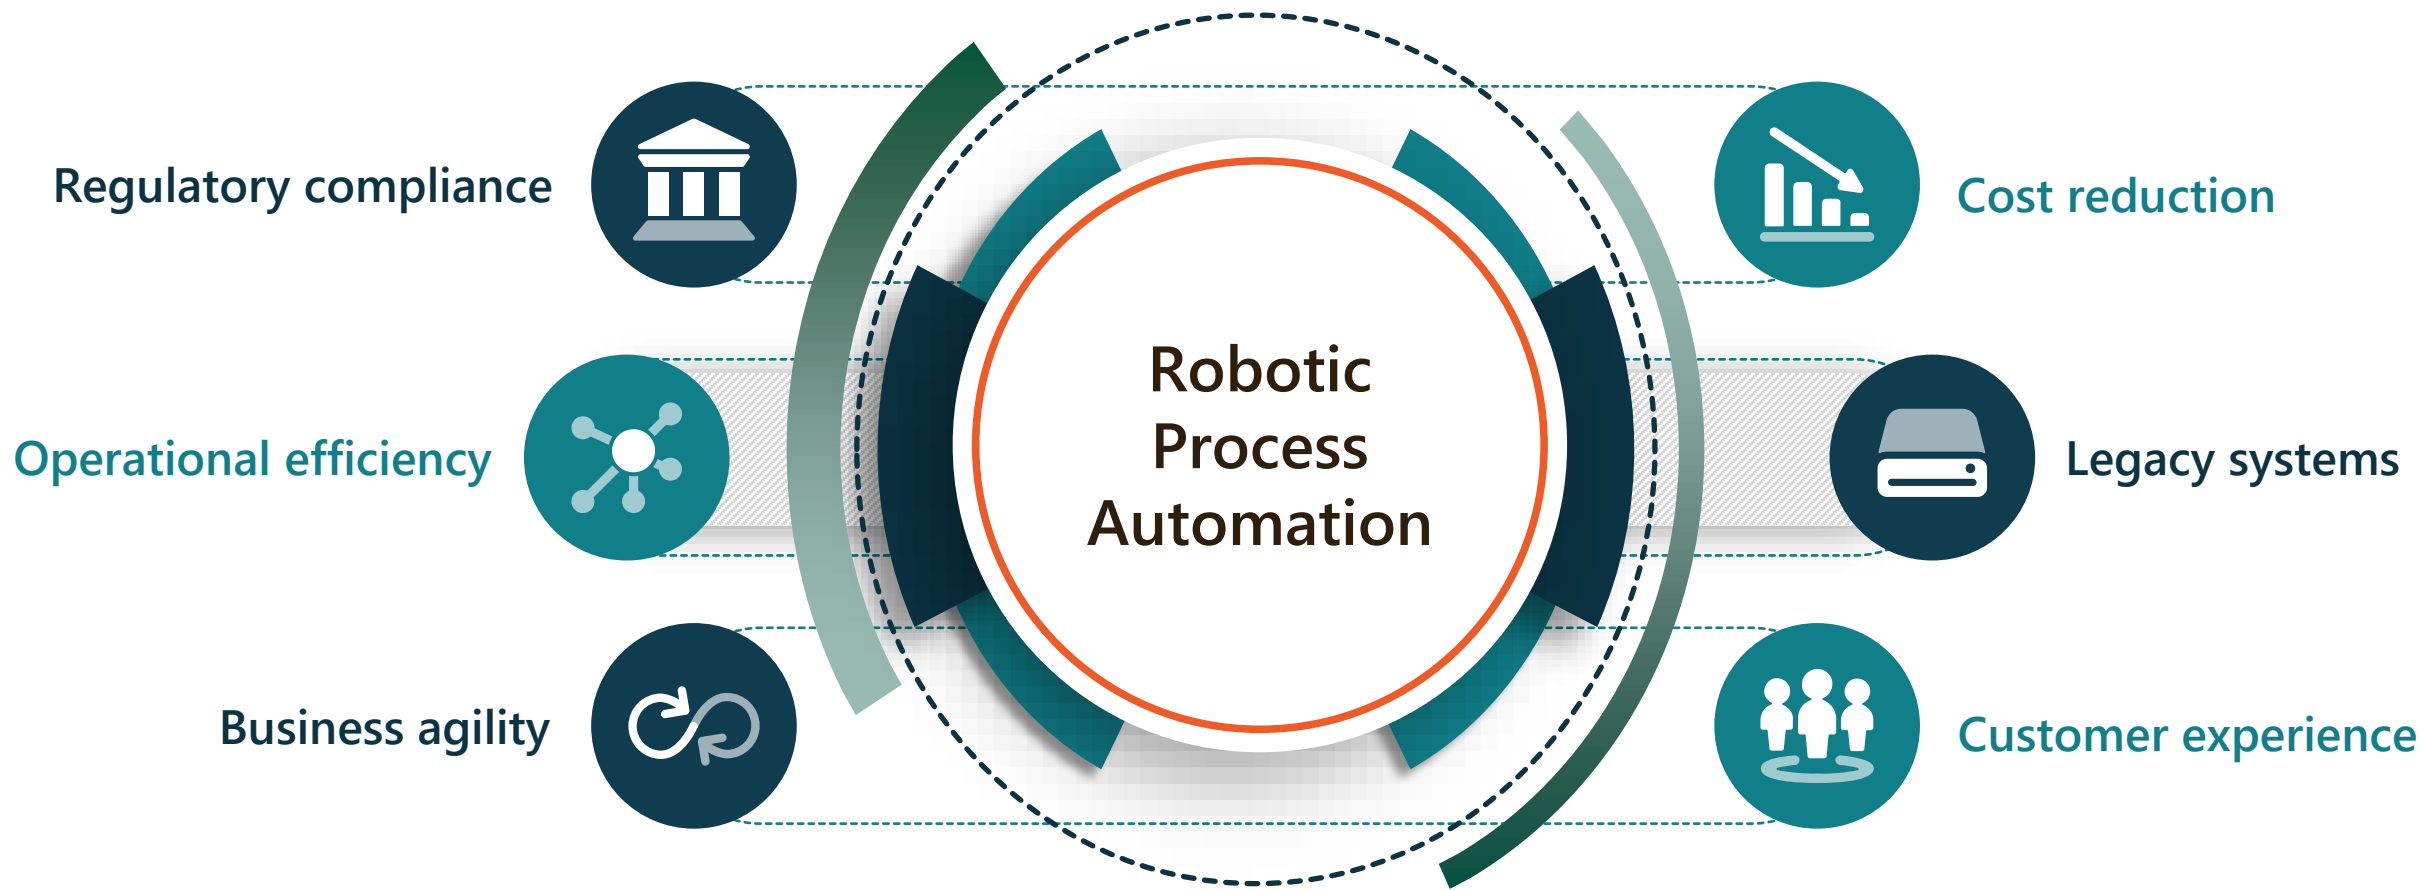 Regulatory compliance
Operational efficiency
Business agility
Robotic
Process
Automation
Cost reduction
Legacy systems
Customer experience